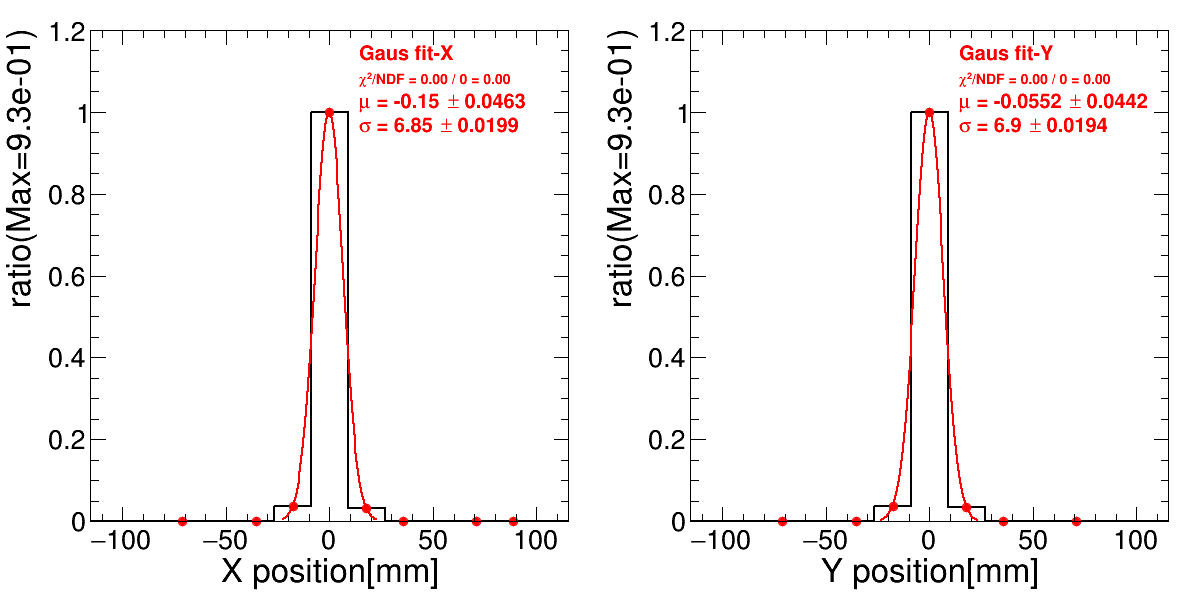 ratio(Max=9.3e-01)
1.2
1
0.8
0.6
0.4
0.2
0
Gaus fit-X
χ²/NDF = 0.00 / 0 = 0.00
μ = -0.15 ± 0.0463
σ = 6.85 ± 0.0199
−100 −50 0 50 100
X position[mm]
ratio(Max=9.3e-01)
1.2
1
0.8
0.6
0.4
0.2
0
Gaus fit-Y
χ²/NDF = 0.00 / 0 = 0.00
μ = -0.0552 ± 0.0442
σ = 6.9 ± 0.0194
−100 −50 0 50 100
Y position[mm]